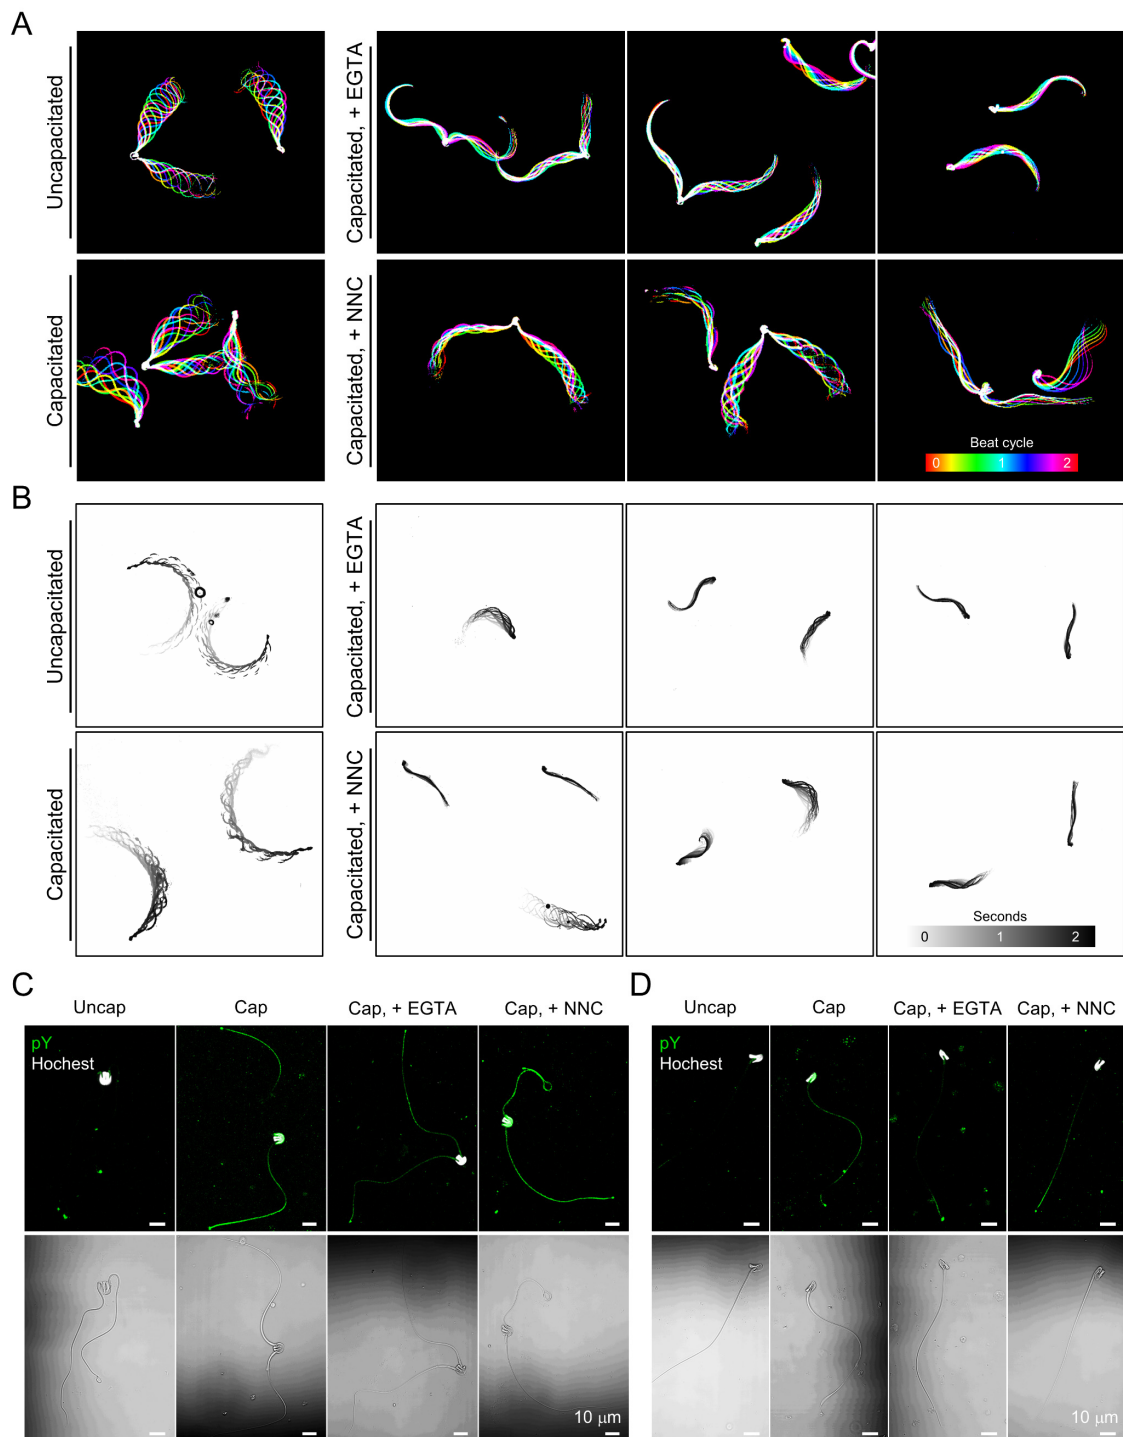 A
Uncapacitated
Capacitated, + EGTA
Capacitated
Capacitated, + NNC
Beat cycle
0 1 2
B
Uncapacitated
Capacitated, + EGTA
Capacitated
Capacitated, + NNC
Seconds
0 1 2
C
Uncap Cap Cap, + EGTA Cap, + NNC
pY
Hochest
10 μm
D
Uncap Cap Cap, + EGTA Cap, + NNC
pY
Hochest
10 μm